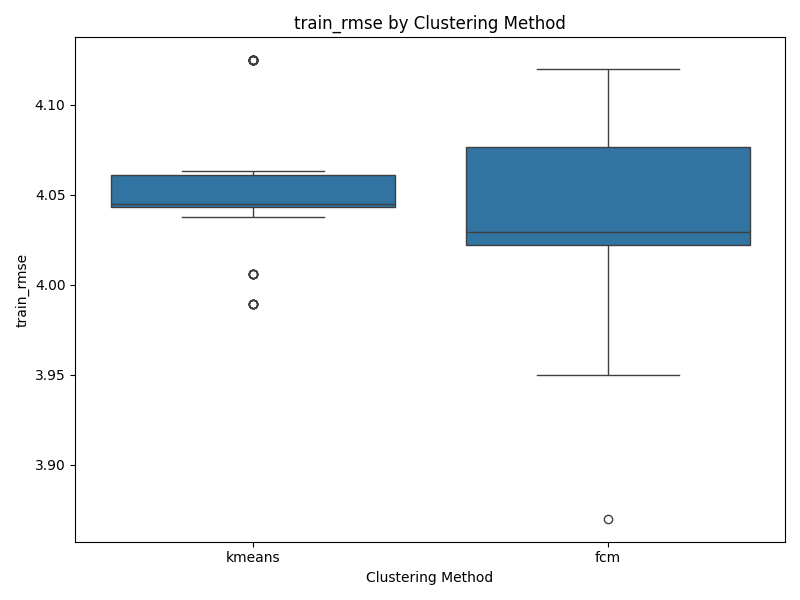 train_rmse by Clustering Method
4.10
4.05
4.00
3.95
3.90
train_rmse
kmeans
fcm
Clustering Method